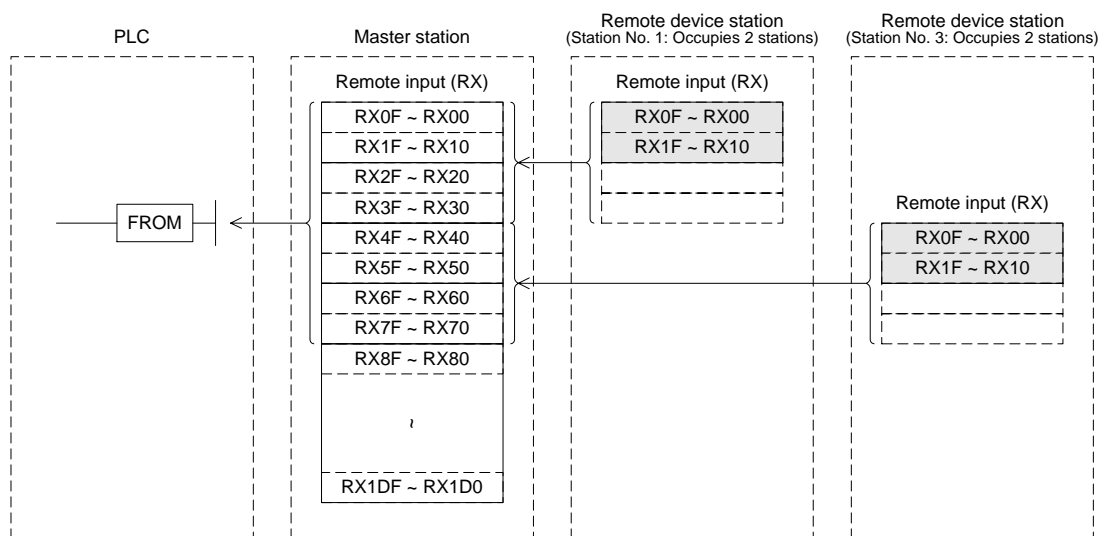 PLC
Master station
Remote device station
(Station No. 1: Occupies 2 stations)
Remote device station
(Station No. 3: Occupies 2 stations)
Remote input (RX)
RX0F ~ RX00
RX1F ~ RX10
RX2F ~ RX20
RX3F ~ RX30
RX4F ~ RX40
RX5F ~ RX50
RX6F ~ RX60
RX7F ~ RX70
RX8F ~ RX80
~
RX1DF ~ RX1D0
FROM
Remote input (RX)
RX0F ~ RX00
RX1F ~ RX10
Remote input (RX)
RX0F ~ RX00
RX1F ~ RX10